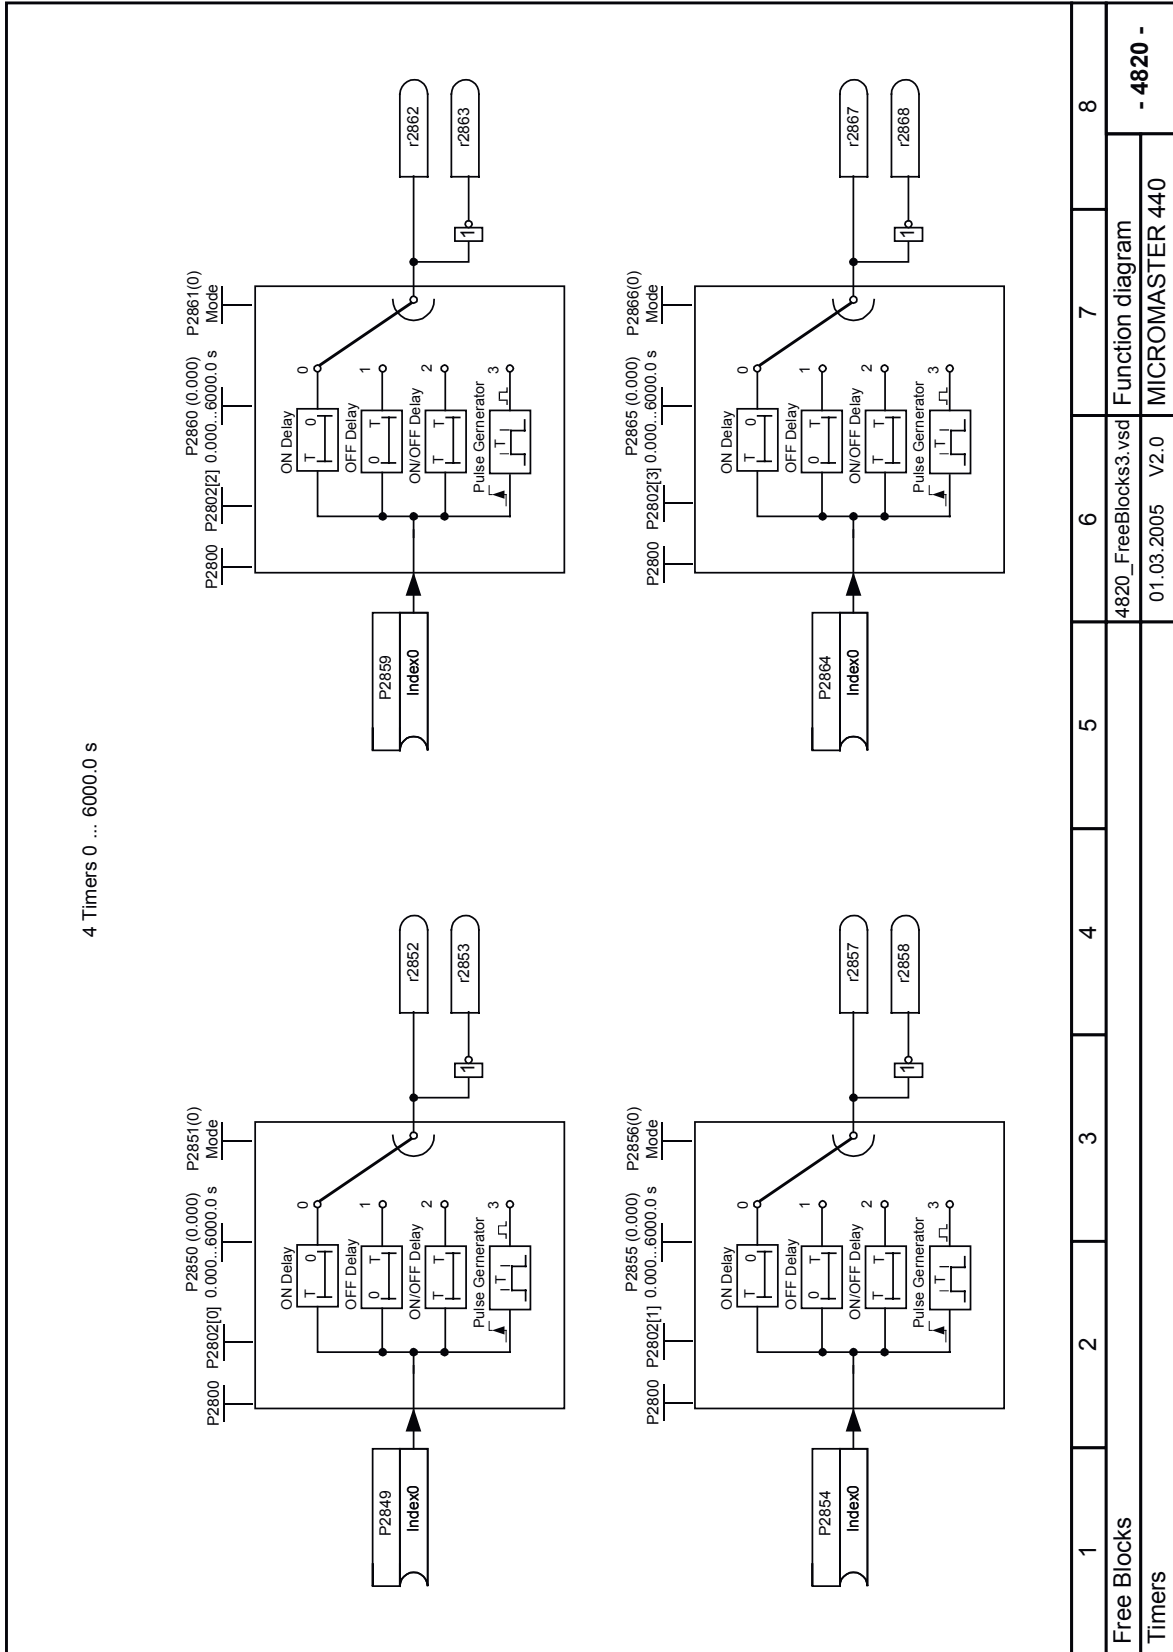 4 Timers 0 ... 6000.0 s
P2800
P2802[0]
P2850 (0.000)
0.000...6000.0 s
P2851(0)
Mode
P2849
Index0
ON Delay
T 0
0
OFF Delay
0 T
1
ON/OFF Delay
T T
2
Pulse Gernerator
T
3
1
r2852
r2853
P2800
P2802[2]
P2860 (0.000)
0.000...6000.0 s
P2861(0)
Mode
P2859
Index0
ON Delay
T 0
0
OFF Delay
0 T
1
ON/OFF Delay
T T
2
Pulse Gernerator
T
3
1
r2862
r2863
P2800
P2802[1]
P2855 (0.000)
0.000...6000.0 s
P2856(0)
Mode
P2854
Index0
ON Delay
T 0
0
OFF Delay
0 T
1
ON/OFF Delay
T T
2
Pulse Gernerator
T
3
1
r2857
r2858
P2800
P2802[3]
P2865 (0.000)
0.000...6000.0 s
P2866(0)
Mode
P2864
Index0
ON Delay
T 0
0
OFF Delay
0 T
1
ON/OFF Delay
T T
2
Pulse Gernerator
T
3
1
r2867
r2868
1 2 3 4 5 6 7 8
Free Blocks 4820_FreeBlocks3.vsd Function diagram
- 4820 -
Timers 01.03.2005 V2.0 MICROMASTER 440